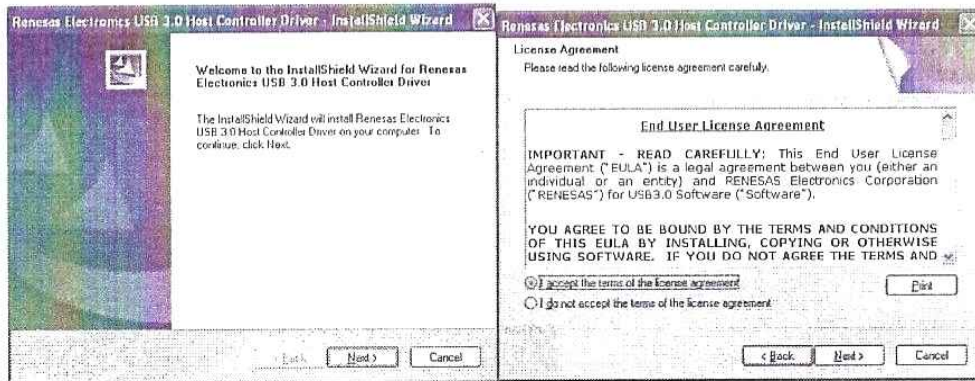 Renesas Electronics USB 3.0 Host Controller Driver - InstallShield Wizard
Welcome to the InstallShield Wizard for Renesas
Electronics USB 3.0 Host Controller Driver
The InstallShield Wizard will install Renesas Electronics
USB 3.0 Host Controller Driver on your computer. To
continue, click Next.
< Back
Next >
Cancel
Renesas Electronics USB 3.0 Host Controller Driver - InstallShield Wizard
License Agreement
Please read the following license agreement carefully.
End User License Agreement
IMPORTANT - READ CAREFULLY: This End User License
Agreement ("EULA") is a legal agreement between you (either an
individual or an entity) and RENESAS Electronics Corporation
("RENESAS") for USB3.0 Software ("Software").
YOU AGREE TO BE BOUND BY THE TERMS AND CONDITIONS
OF THIS EULA BY INSTALLING, COPYING OR OTHERWISE
USING SOFTWARE. IF YOU DO NOT AGREE THE TERMS AND
I accept the terms of the license agreement
Print
I do not accept the terms of the license agreement
< Back
Next >
Cancel